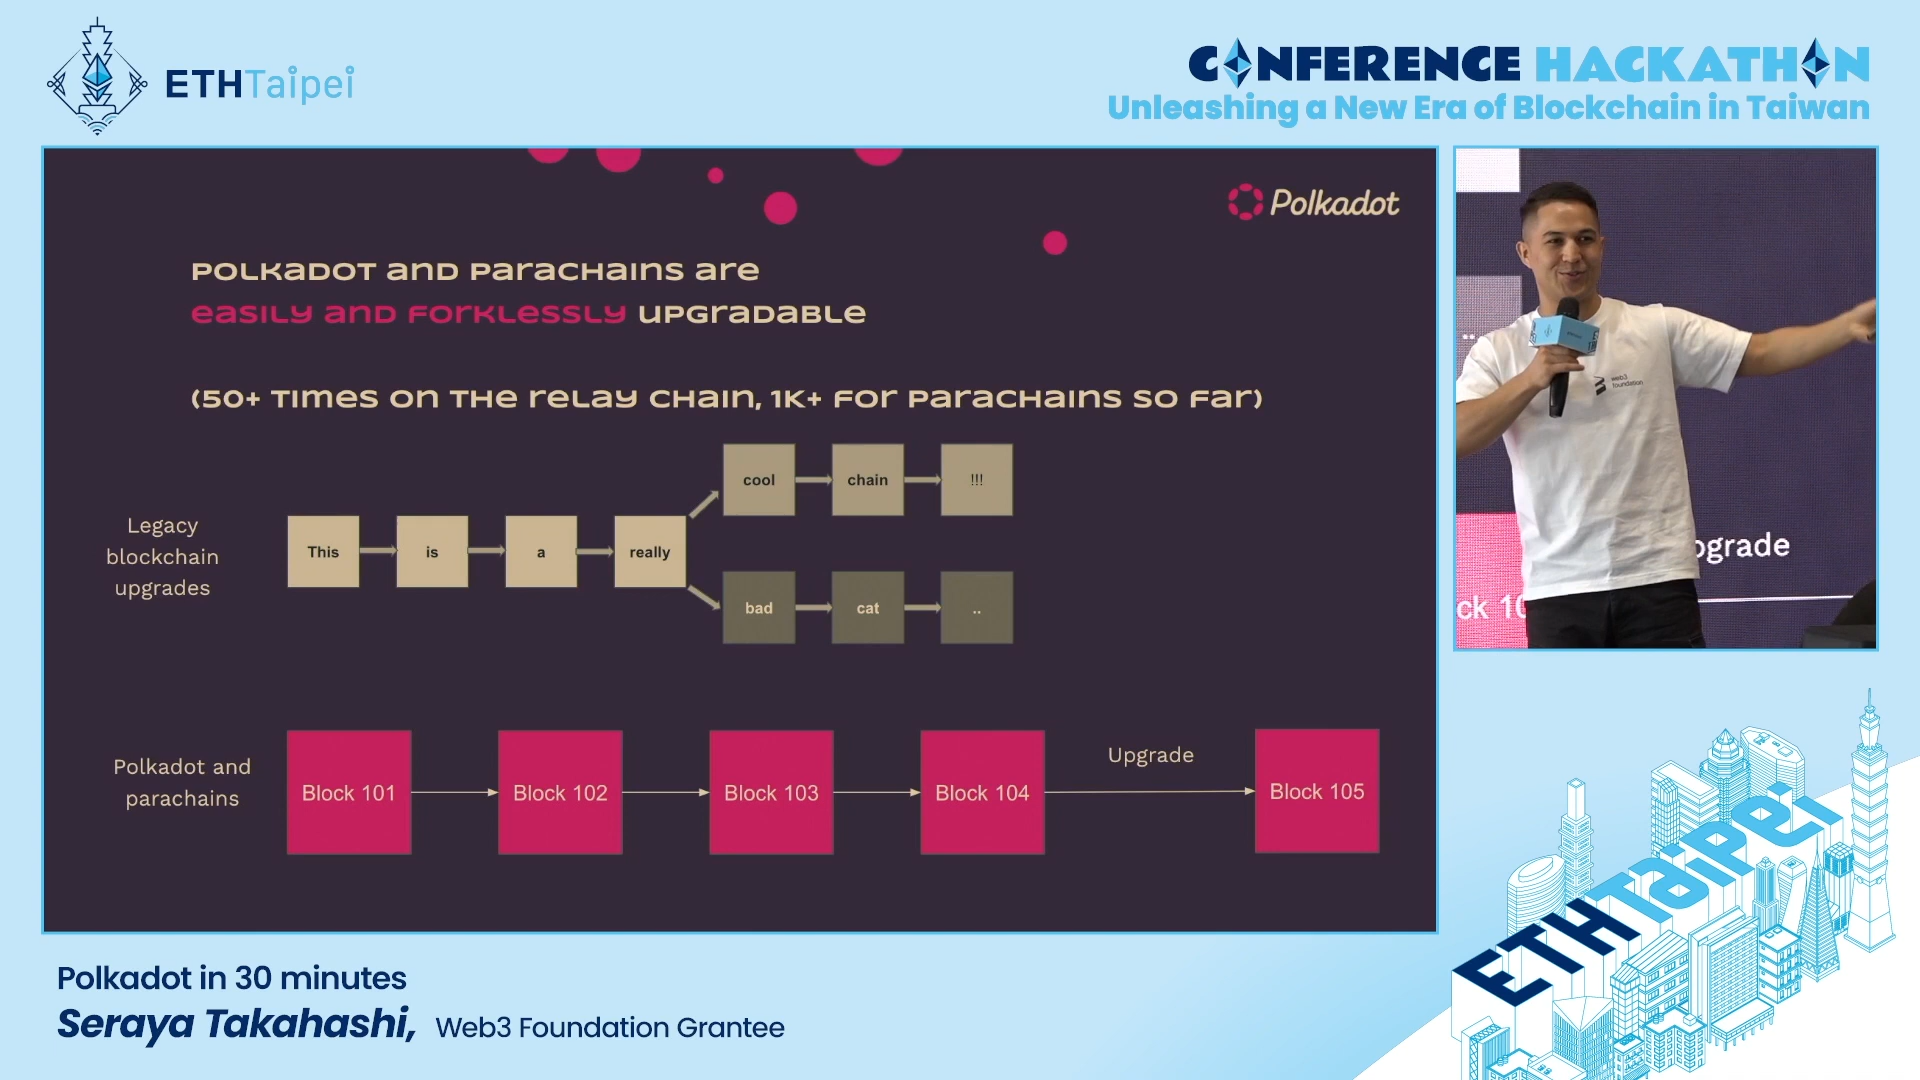 ETHTaipei
CONFERENCE HACKATHON
Unleashing a New Era of Blockchain in Taiwan
Polkadot
Polkadot and parachains are
easily and forklessly upgradable
(50+ times on the relay chain, 1k+ for parachains so far)
Legacy
blockchain
upgrades
This
is
a
really
cool
chain
!!!
bad
cat
..
Polkadot and
parachains
Block 101
Block 102
Block 103
Block 104
Upgrade
Block 105
web3
foundation
pgrade
ck 10
ETHTaipei
Polkadot in 30 minutes
Seraya Takahashi, Web3 Foundation Grantee